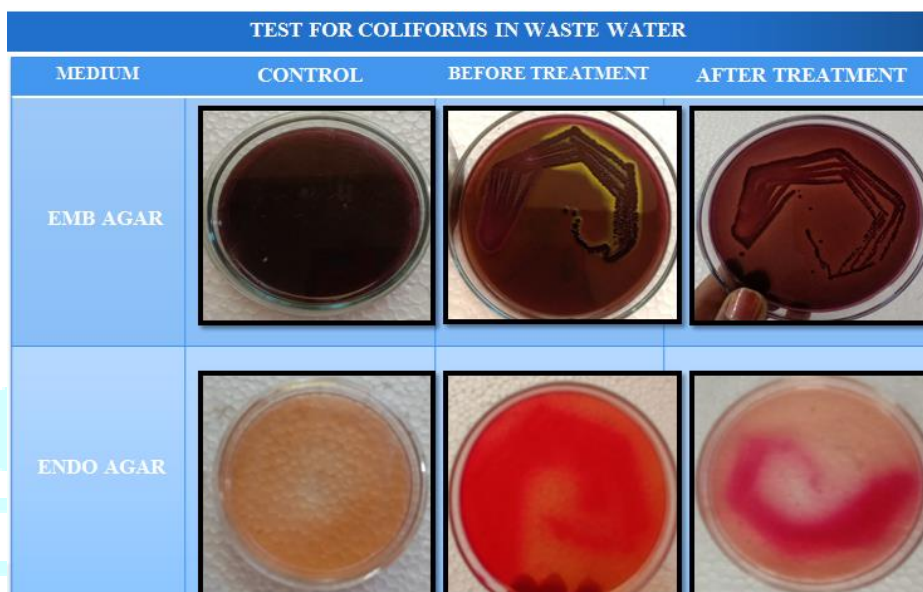 TEST FOR COLIFORMS IN WASTE WATER
MEDIUM CONTROL BEFORE TREATMENT AFTER TREATMENT
EMB AGAR
ENDO AGAR